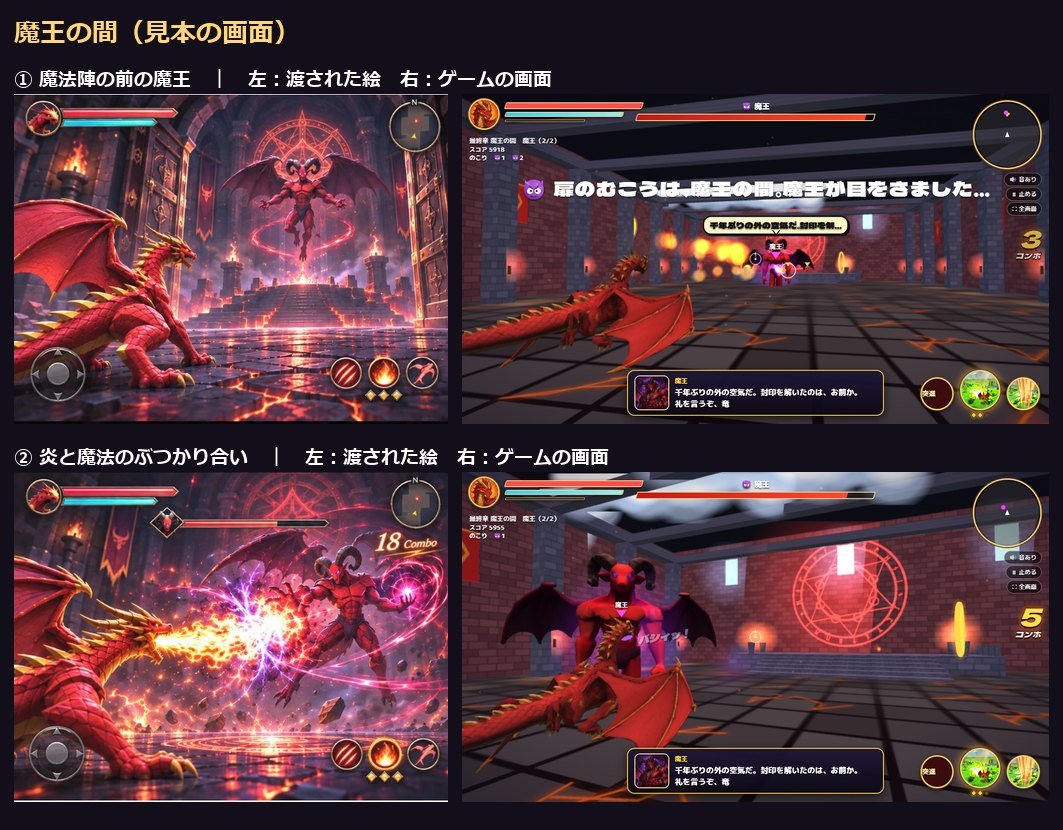 魔王の間（見本の画面）
① 魔法陣の前の魔王　｜　左：渡された絵　右：ゲームの画面
N
魔王
最終章 魔王の間　魔王（2/2）
スコア 5918
のこり 1 2
扉のむこうは、魔王の間。魔王が目をさました…
千年ぶりの外の空気だ。封印を解…
魔王
音あり
止める
全画面
3
コンボ
魔王
千年ぶりの外の空気だ。封印を解いたのは、お前か。
礼を言うぞ、竜
突進
② 炎と魔法のぶつかり合い　｜　左：渡された絵　右：ゲームの画面
N
18 Combo
魔王
最終章 魔王の間　魔王（2/2）
スコア 5955
のこり 1
音あり
止める
全画面
魔王
バシィッ！
5
コンボ
魔王
千年ぶりの外の空気だ。封印を解いたのは、お前か。
礼を言うぞ、竜
突進